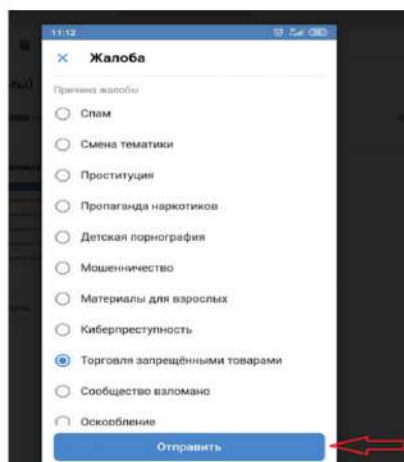 11:12
× Жалоба
Причина жалобы
Спам
Смена тематики
Проституция
Пропаганда наркотиков
Детская порнография
Мошенничество
Материалы для взрослых
Киберпреступность
Торговля запрещёнными товарами
Сообщество взломано
Оскорбление
Отправить